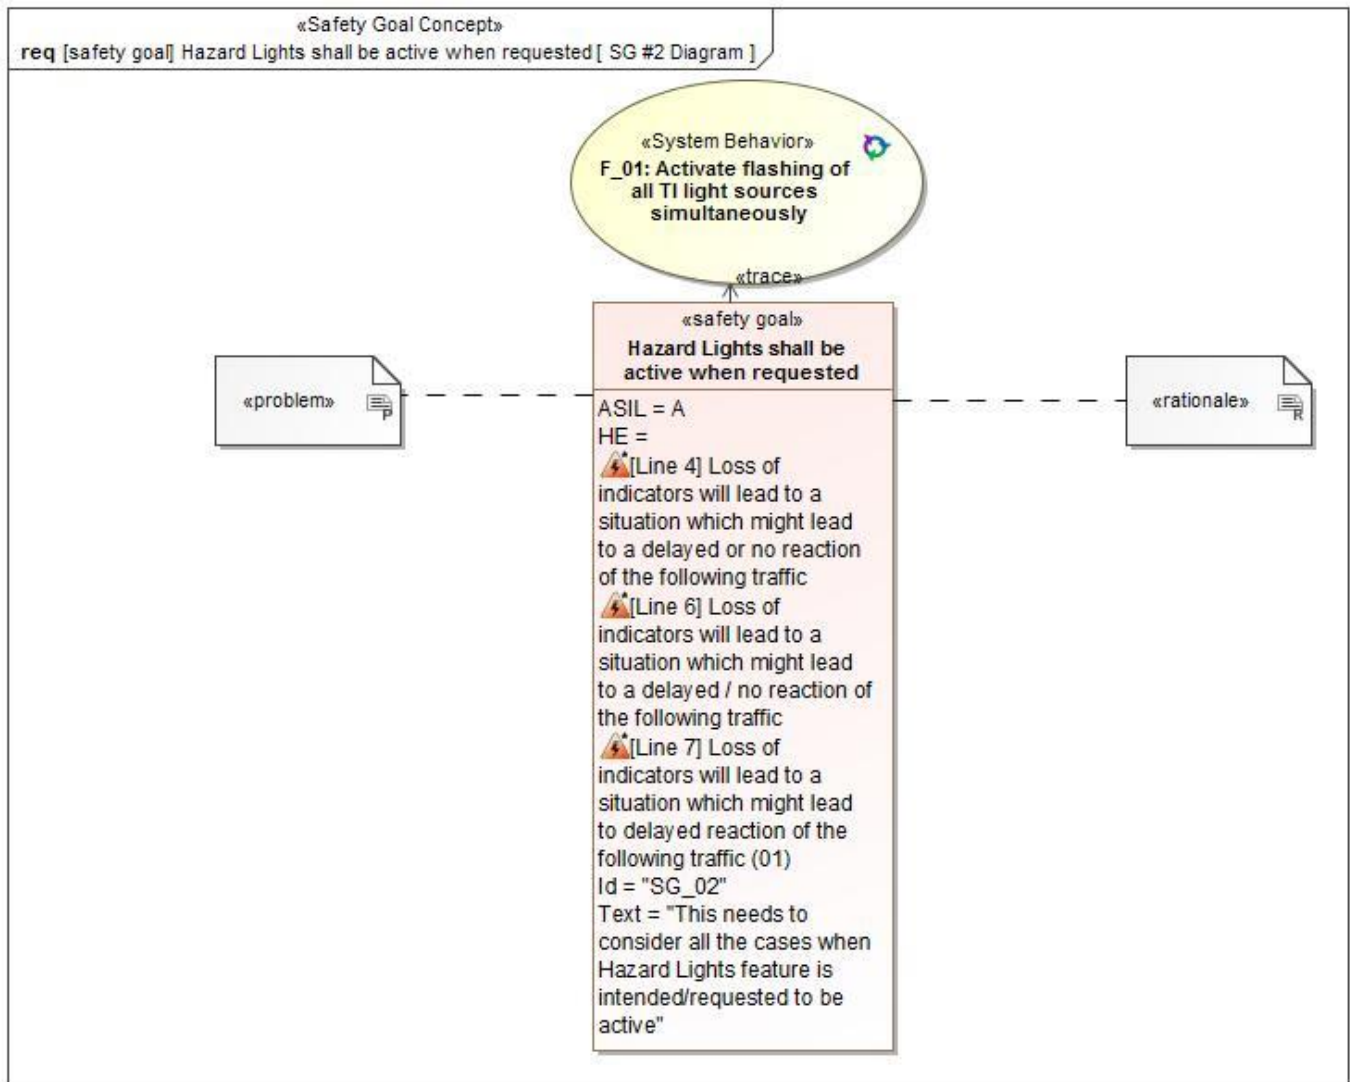 «Safety Goal Concept»
req [safety goal] Hazard Lights shall be active when requested [ SG #2 Diagram ]
«System Behavior»
F_01: Activate flashing of
all TI light sources
simultaneously
«trace»
«safety goal»
Hazard Lights shall be
active when requested
«problem»
P
«rationale»
R
ASIL = A
HE =
[Line 4] Loss of
indicators will lead to a
situation which might lead
to a delayed or no reaction
of the following traffic
[Line 6] Loss of
indicators will lead to a
situation which might lead
to a delayed / no reaction of
the following traffic
[Line 7] Loss of
indicators will lead to a
situation which might lead
to delayed reaction of the
following traffic (01)
Id = "SG_02"
Text = "This needs to
consider all the cases when
Hazard Lights feature is
intended/requested to be
active"